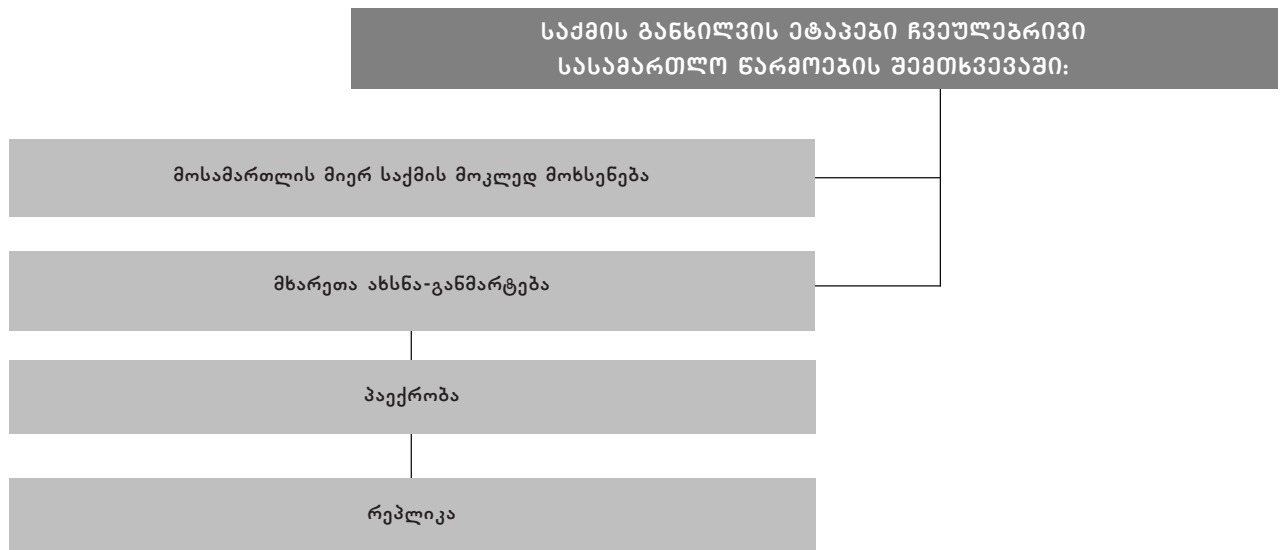 საქმის განხილვის ეტაპები ჩვეულებრივი
სასამართლო წარმოების შემთხვევაში:
მოსამართლის მიერ საქმის მოკლედ მოხსენება
მხარეთა ახსნა-განმარტება
პაექრობა
რეპლიკა